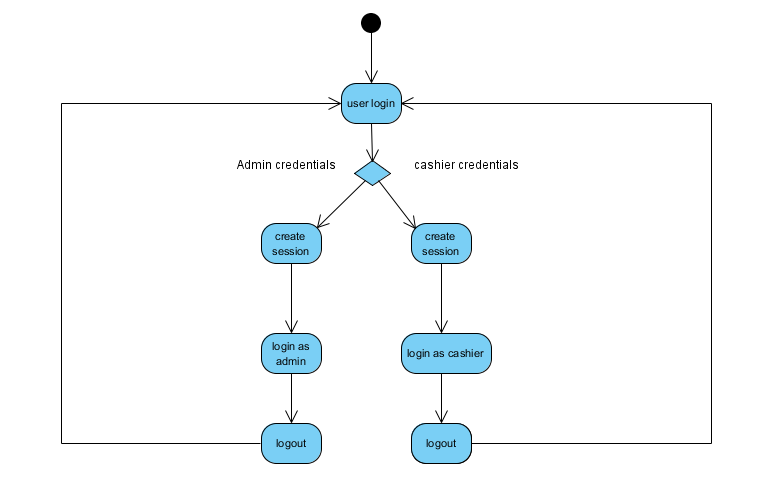 user login
Admin credentials
cashier credentials
create
session
create
session
login as
admin
login as cashier
logout
logout